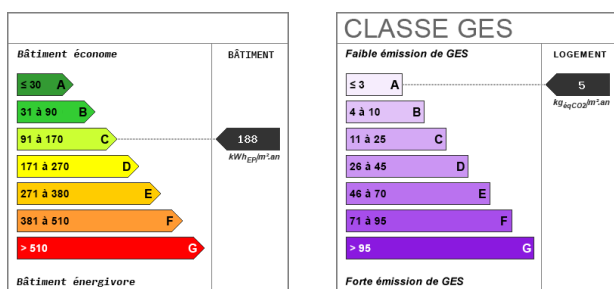 Bâtiment économe
BÂTIMENT
≤ 30 A
31 à 90 B
91 à 170 C
188
kWhEP/m².an
171 à 270 D
271 à 380 E
381 à 510 F
> 510 G
Bâtiment énergivore
CLASSE GES
Faible émission de GES
LOGEMENT
≤ 3 A
5
kgéqCO2/m².an
4 à 10 B
11 à 25 C
26 à 45 D
46 à 70 E
71 à 95 F
> 95 G
Forte émission de GES